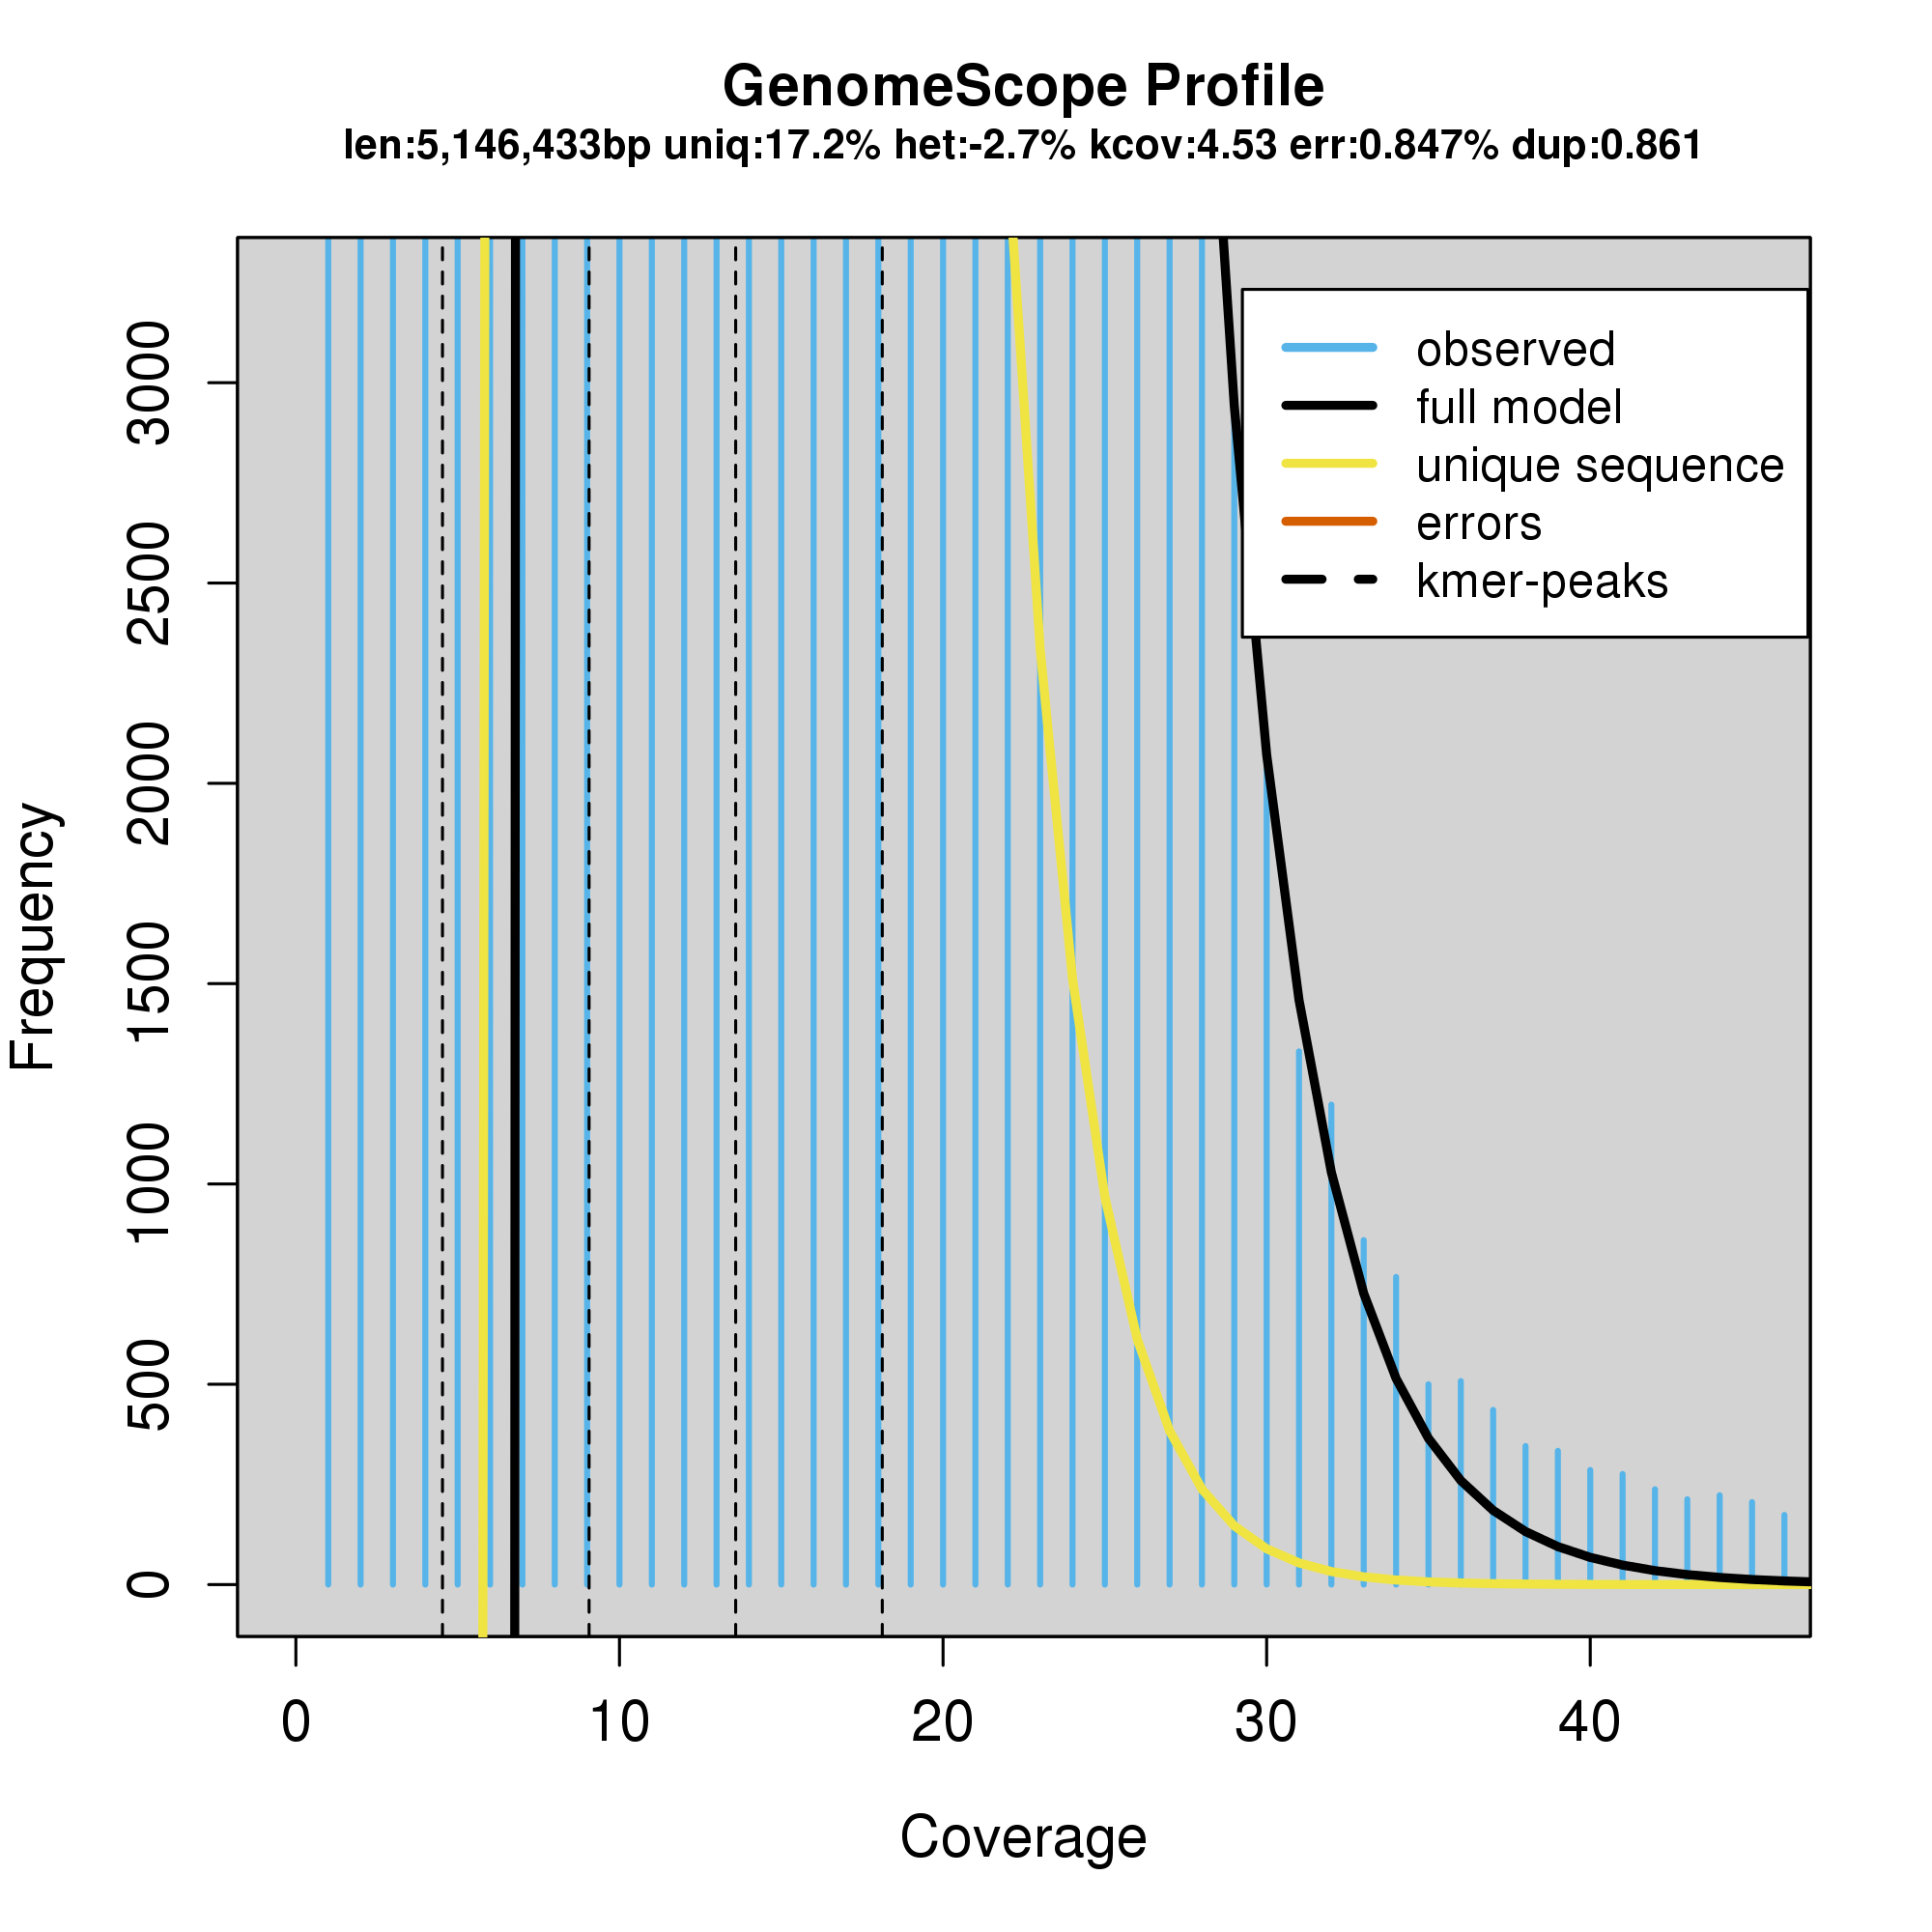 GenomeScope Profile
len:5,146,433bp uniq:17.2% het:-2.7% kcov:4.53 err:0.847% dup:0.861
observed
full model
unique sequence
errors
kmer-peaks
Frequency
3000
2500
2000
1500
1000
500
0
0 10 20 30 40
Coverage